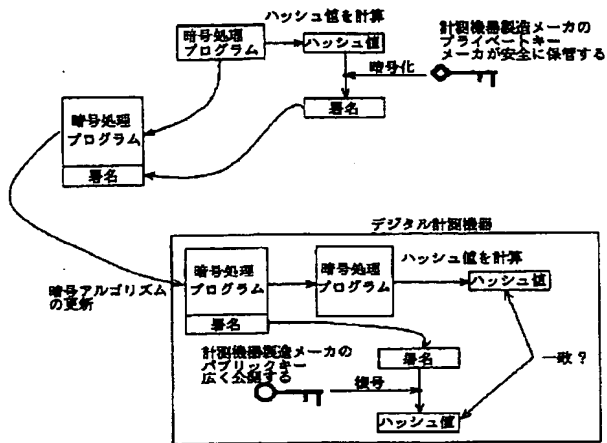 ハッシュ値を計算
暗号処理
プログラム
ハッシュ値
計測機器製造メーカの
プライベートキー
メーカが安全に保管する
暗号化
署名
暗号処理
プログラム
署名
デジタル計測機器
暗号処理
プログラム
署名
暗号処理
プログラム
ハッシュ値を計算
ハッシュ値
暗号アルゴリズム
の更新
計測機器製造メーカの
パブリックキー
広く公開する
署名
復号
一致?
ハッシュ値